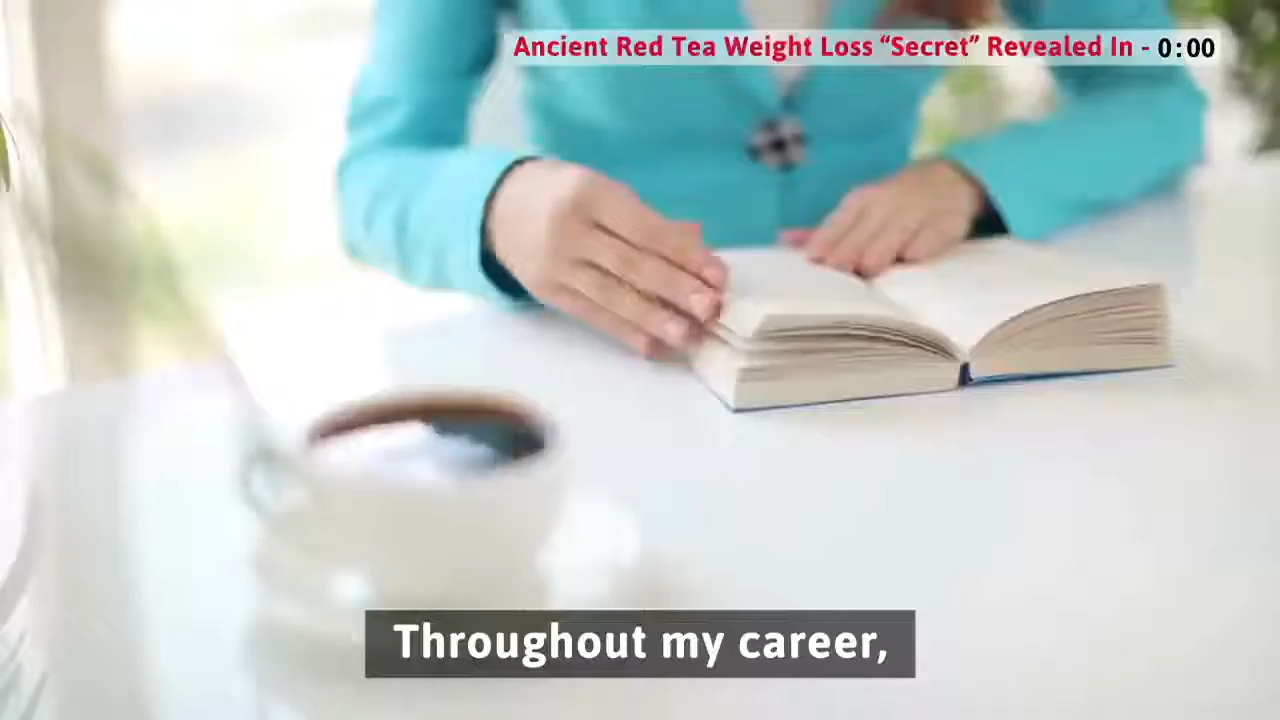 Ancient Red Tea Weight Loss “Secret” Revealed In - 0:00
Throughout my career,